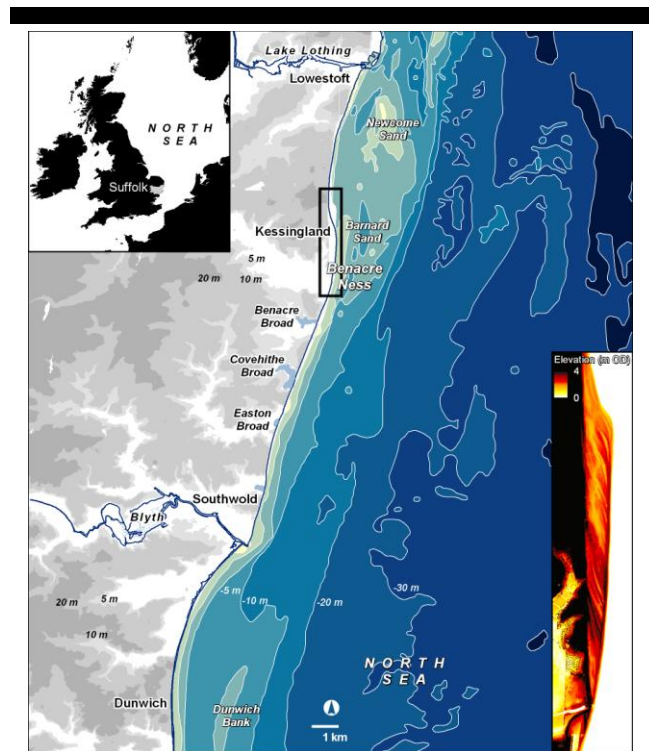 Lake Lothing
Lowestoft
NORTH
SEA
Suffolk
Newcome
Sand
Kessingland
Barnard
Sand
5 m
20 m
10 m
Benacre
Ness
Benacre
Broad
Covehithe
Broad
Elevation (m OD)
4
0
Easton
Broad
Southwold
Blyth
-5 m
-10 m
-20 m
-30 m
20 m
5 m
10 m
NORTH
SEA
Dunwich
Dunwich
Bank
1 km